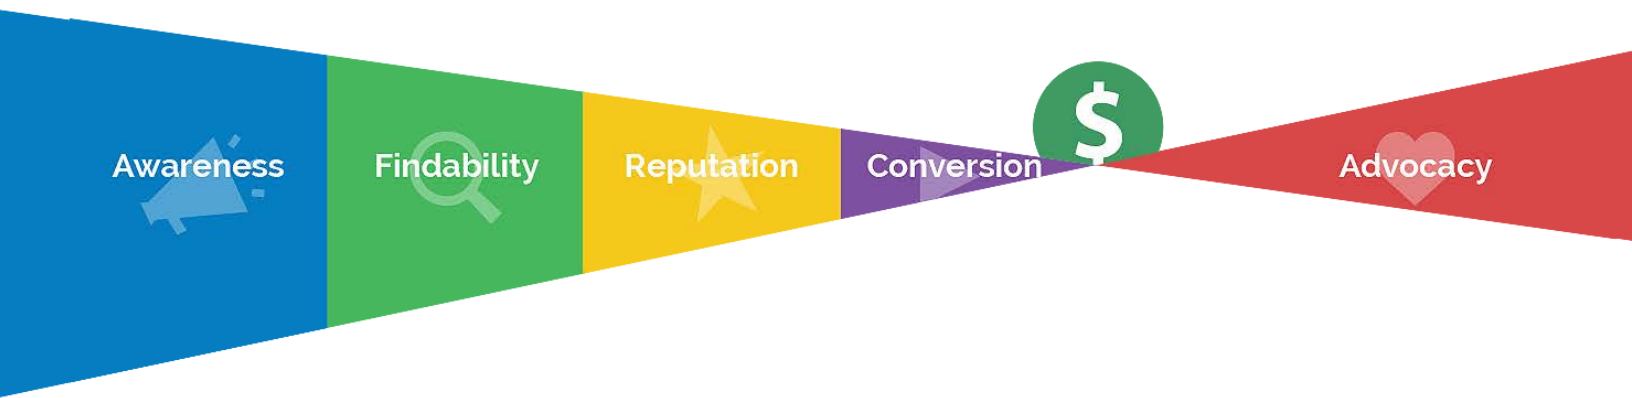 Awareness
Findability
Reputation
Conversion
$
Advocacy